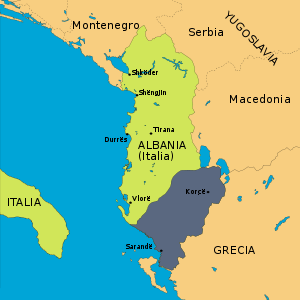 Montenegro
Serbia
YUGOSLAVIA
Shkodër
Shëngjin
Macedonia
Durrës
Tirana
ALBANIA
(Italia)
ITALIA
Vlorë
Korçë
Sarandë
GRECIA